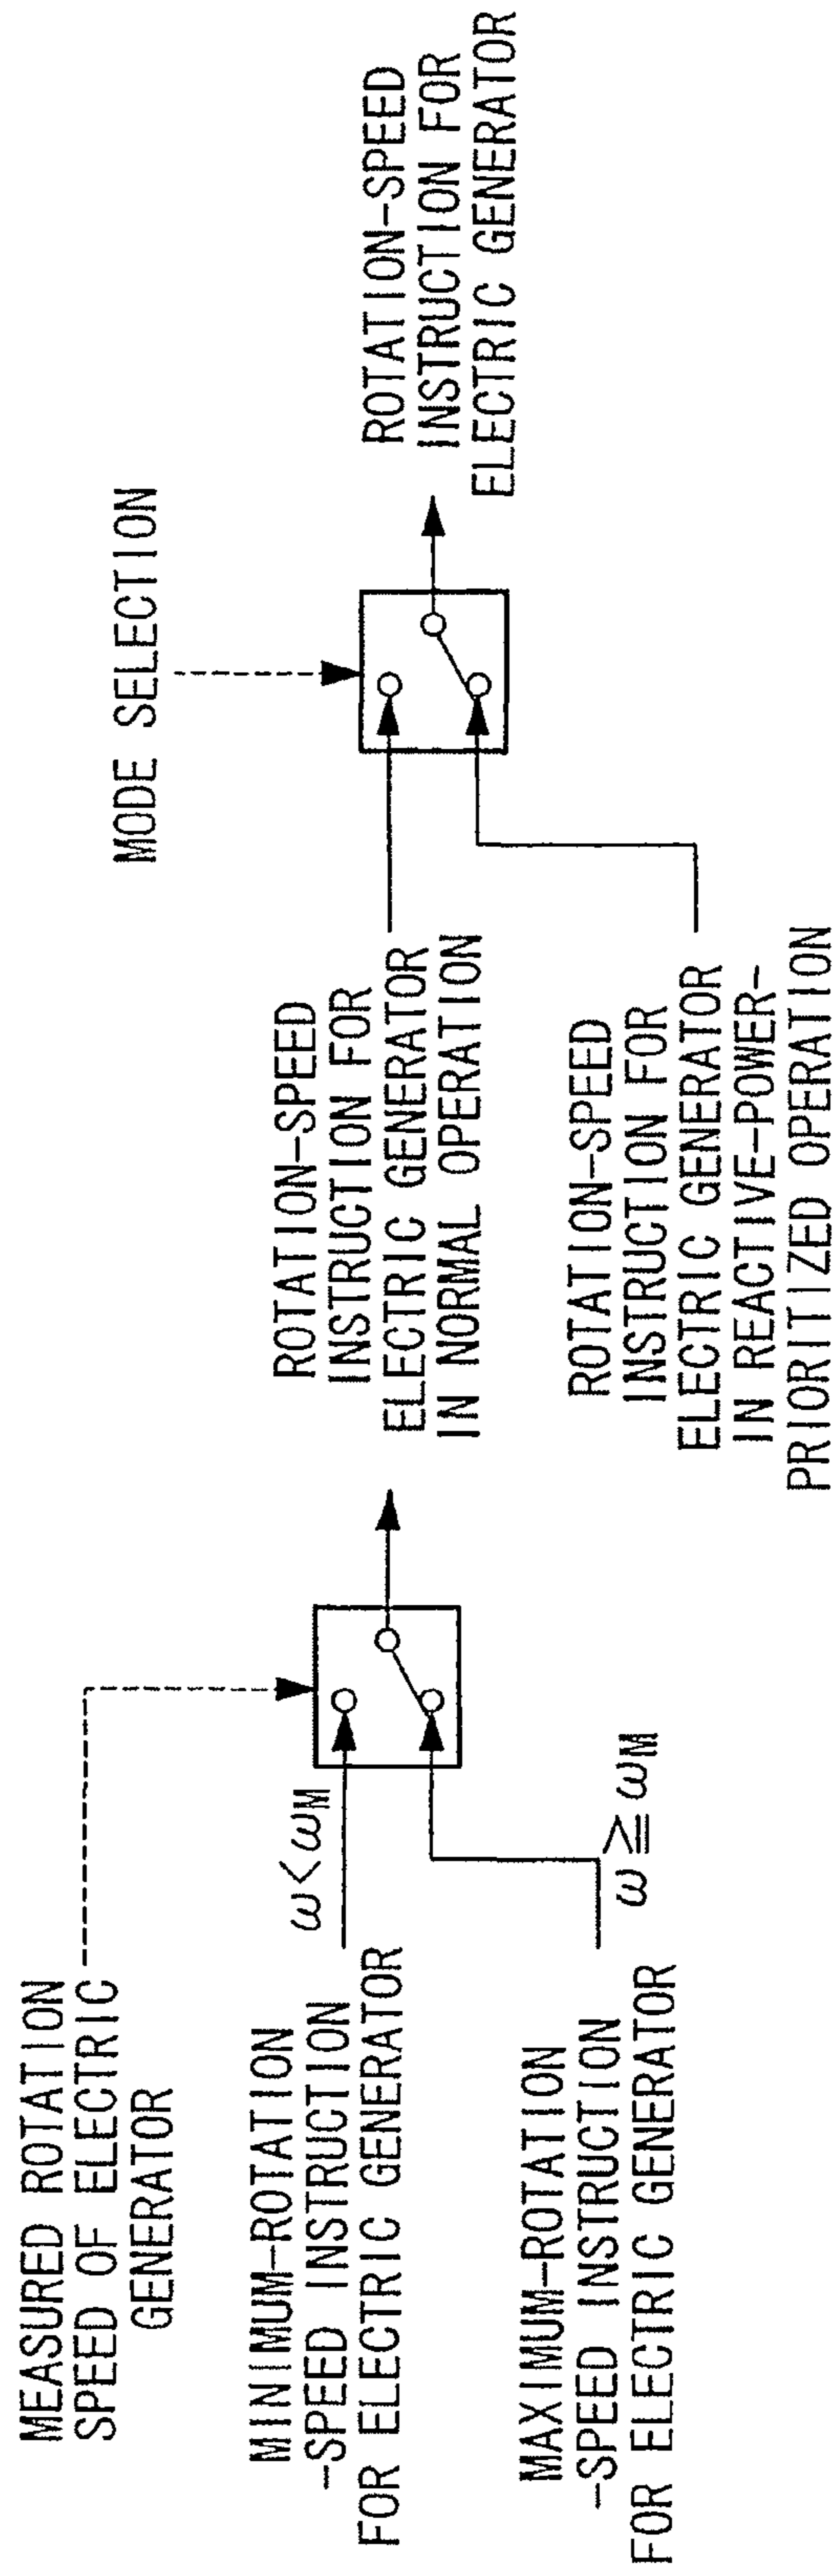 MEASURED ROTATION
SPEED OF ELECTRIC
GENERATOR
MINIMUM-ROTATION
-SPEED INSTRUCTION
FOR ELECTRIC GENERATOR
ω<ωM
MAXIMUM-ROTATION
-SPEED INSTRUCTION
FOR ELECTRIC GENERATOR
ω≧ωM
ROTATION-SPEED
INSTRUCTION FOR
ELECTRIC GENERATOR
IN NORMAL OPERATION
ROTATION-SPEED
INSTRUCTION FOR
ELECTRIC GENERATOR
IN REACTIVE-POWER-
PRIORITIZED OPERATION
MODE SELECTION
ROTATION-SPEED
INSTRUCTION FOR
ELECTRIC GENERATOR